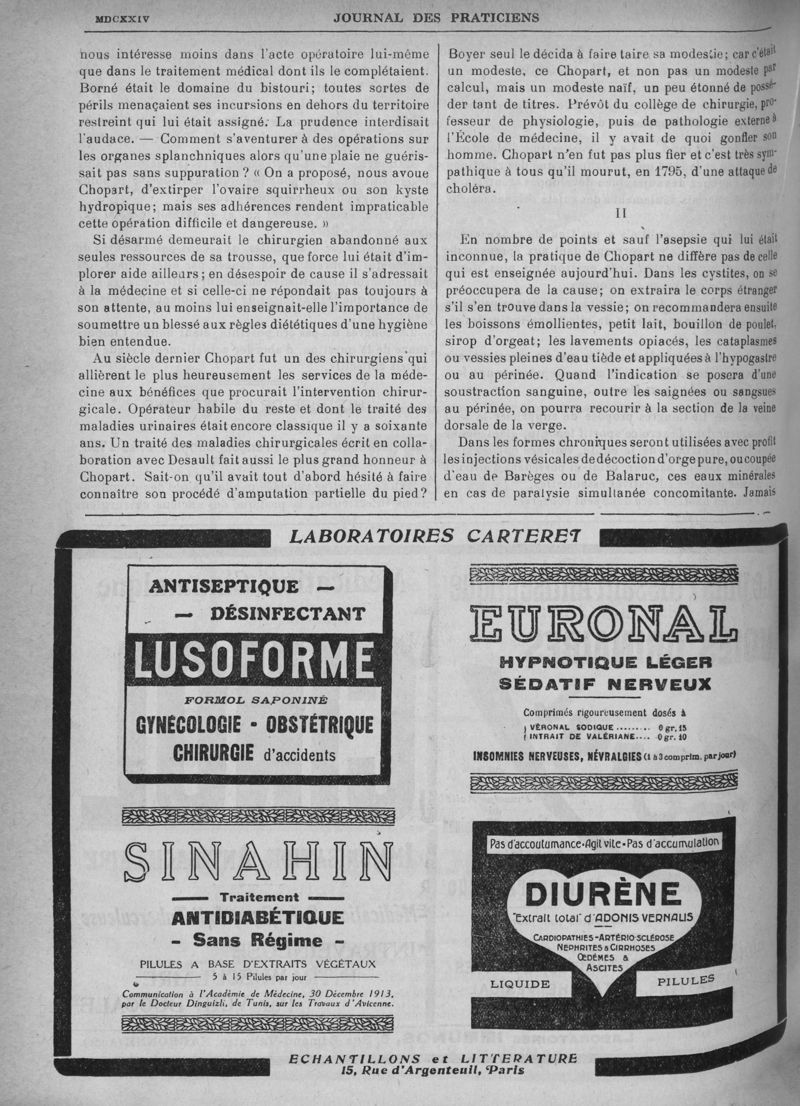 MDCXXIV
JOURNAL DES PRATICIENS
nous intéresse moins dans l'acte opératoire lui-même
que dans le traitement médical dont ils le complétaient.
Borné était le domaine du bistouri ; toutes sortes de
périls menaçaient ses incursions en dehors du territoire
restreint qui lui était assigné. La prudence interdisait
l'audace. — Comment s'aventurer à des opérations sur
les organes splanchniques alors qu'une plaie ne guéris-
sait pas sans suppuration ? « On a proposé, nous avoue
Chopart, d'extirper l'ovaire squirrheux ou son kyste
hydropique ; mais ses adhérences rendent impraticable
cette opération difficile et dangereuse. »
Si désarmé demeurait le chirurgien abandonné aux
seules ressources de sa trousse, que force lui était d'im-
plorer aide ailleurs ; en désespoir de cause il s'adressait
à la médecine et si celle-ci ne répondait pas toujours à
son attente, au moins lui enseignait-elle l'importance de
soumettre un blessé aux règles diététiques d'une hygiène
bien entendue.
Au siècle dernier Chopart fut un des chirurgiens qui
allièrent le plus heureusement les services de la méde-
cine aux bénéfices que procurait l'intervention chirur-
gicale. Opérateur habile du reste et dont le traité des
maladies urinaires était encore classique il y a soixante
ans. Un traité des maladies chirurgicales écrit en colla-
boration avec Desault fait aussi le plus grand honneur à
Chopart. Sait-on qu'il avait tout d'abord hésité à faire
connaître son procédé d'amputation partielle du pied ?
Boyer seul le décida à faire taire sa modestie ; car c'était
un modeste, ce Chopart, et non pas un modeste par
calcul, mais un modeste naïf, un peu étonné de possé-
der tant de titres. Prévôt du collège de chirurgie, pro-
fesseur de physiologie, puis de pathologie externe à
l'École de médecine, il y avait de quoi gonfler son
homme. Chopart n'en fut pas plus fier et c'est très sym-
pathique à tous qu'il mourut, en 1795, d'une attaque de
choléra.
II
En nombre de points et sauf l'asepsie qui lui était
inconnue, la pratique de Chopart ne diffère pas de celle
qui est enseignée aujourd'hui. Dans les cystites, on se
préoccupera de la cause ; on extraira le corps étranger
s'il s'en trouve dans la vessie ; on recommandera ensuite
les boissons émollientes, petit lait, bouillon de poulet,
sirop d'orgeat ; les lavements opiacés, les cataplasmes
ou vessies pleines d'eau tiède et appliquées à l'hypogastre
ou au périnée. Quand l'indication se posera d'une
soustraction sanguine, outre les saignées ou sangsues
au périnée, on pourra recourir à la section de la veine
dorsale de la verge.
Dans les formes chroniques seront utilisées avec profit
les injections vésicales de décoction d'orge pure, ou coupée
d'eau de Barèges ou de Balaruc, ces eaux minérales
en cas de paralysie simultanée concomitante. Jamais
LABORATOIRES CARTERET
ANTISEPTIQUE —
— DÉSINFECTANT
LUSOFORME
FORMOL SAPONINÉ
GYNÉCOLOGIE - OBSTÉTRIQUE
CHIRURGIE d'accidents
EURONAL
HYPNOTIQUE LÉGER
SÉDATIF NERVEUX
Comprimés rigoureusement dosés à
VÉRONAL SODIQUE ......... 0 gr. 15
INTRAIT DE VALÉRIANE.... 0 gr. 10
INSOMNIES NERVEUSES, NÉVRALGIES (1 à 3 comprim. par jour)
SINAHIN
Traitement
ANTIDIABÉTIQUE
- Sans Régime -
PILULES A BASE D'EXTRAITS VÉGÉTAUX
5 à 15 Pilules par jour
Communication à l'Académie de Médecine, 30 Décembre 1913,
par le Docteur Dinguizli, de Tunis, sur les Travaux d'Avicenne.
Pas d'accoutumance - Agit vite - Pas d'accumulation
DIURÈNE
"Extrait total" d'ADONIS VERNALIS
CARDIOPATHIES - ARTÉRIO-SCLÉROSE
NEPHRITES & CIRRHOSES
ŒDÈMES &
ASCITES
LIQUIDE
PILULES
ECHANTILLONS et LITTERATURE
15, Rue d'Argenteuil, Paris